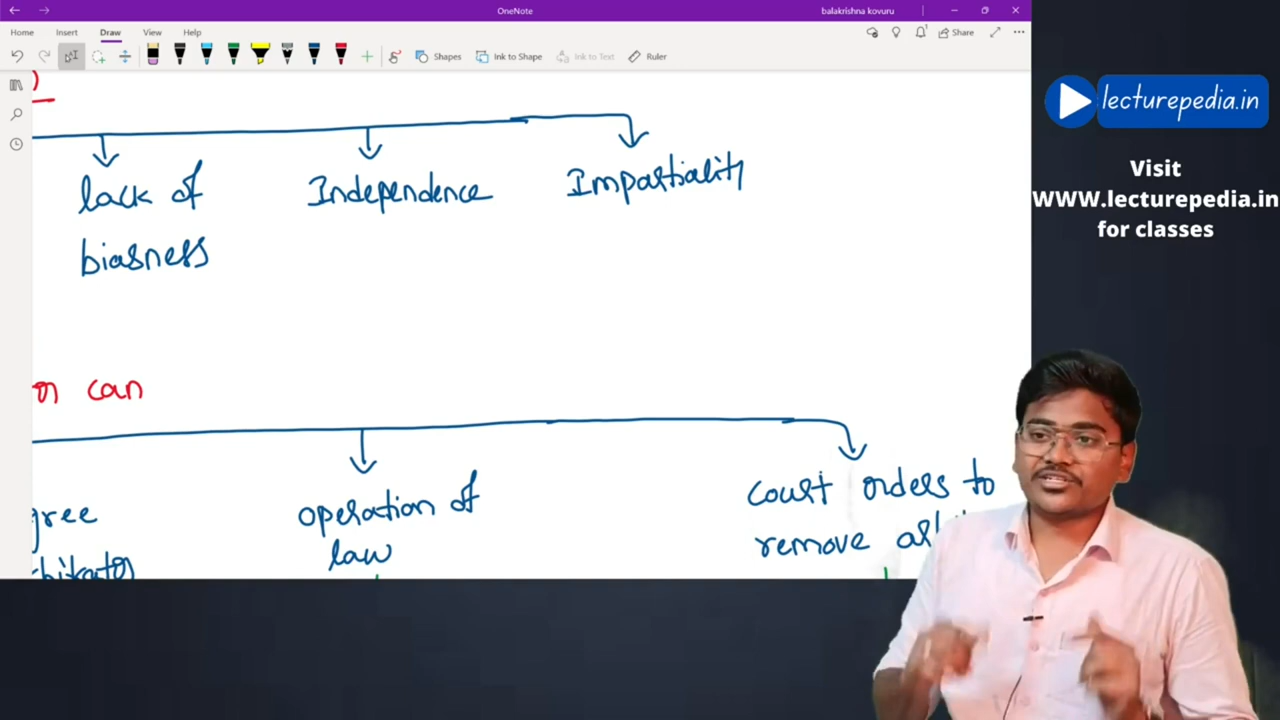 OneNote
balakrishna kovuru
Home Insert Draw View Help
Share
Shapes Ink to Shape Ink to Text Ruler
lecturepedia.in
Visit
WWW.lecturepedia.in
for classes
lack of
biasness
Independence
Impartiality
can
operation of
law
court orders to
remove